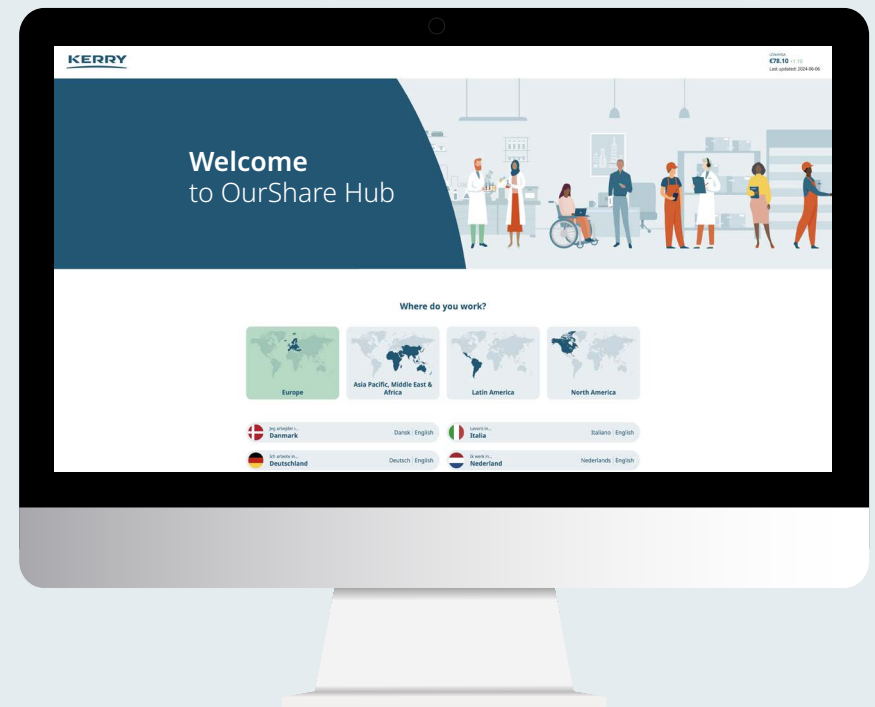 KERRY
€78.10 +1.10
Last updated: 2024-06-06
Welcome
to OurShare Hub
Where do you work?
Europe
Asia Pacific, Middle East &
Africa
Latin America
North America
Jeg arbejder i...
Danmark
Dansk | English
Lavoro in...
Italia
Italiano | English
Ich arbeite in...
Deutschland
Deutsch | English
Ik werk in...
Nederland
Nederlands | English